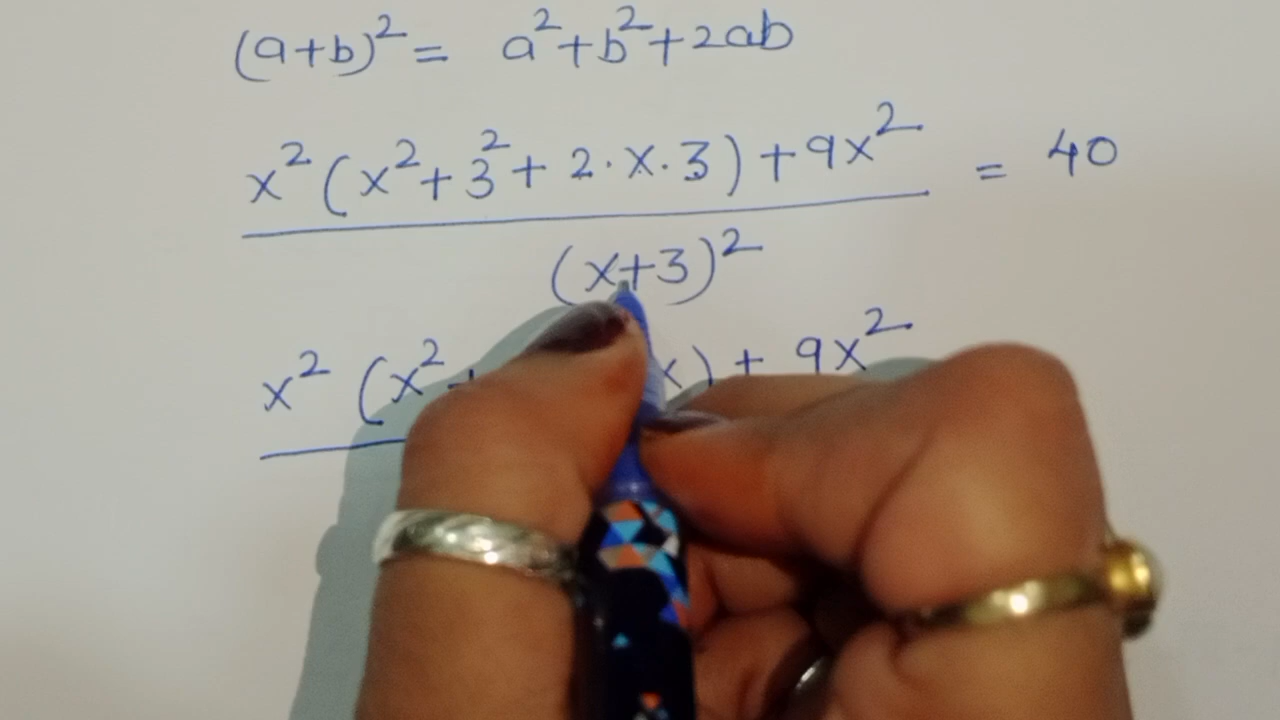 (a+b)² = a²+b²+2ab
x²(x²+3²+2·x·3)+9x² = 40
(x+3)²
x² (x²+ x) + 9x²